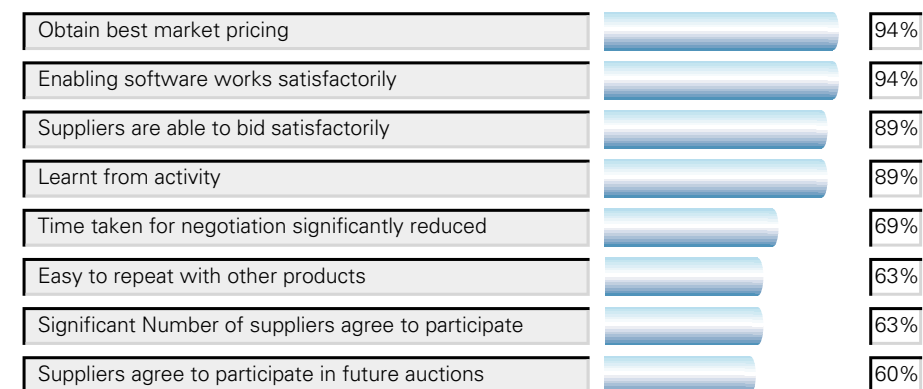 Obtain best market pricing 94%
Enabling software works satisfactorily 94%
Suppliers are able to bid satisfactorily 89%
Learnt from activity 89%
Time taken for negotiation significantly reduced 69%
Easy to repeat with other products 63%
Significant Number of suppliers agree to participate 63%
Suppliers agree to participate in future auctions 60%